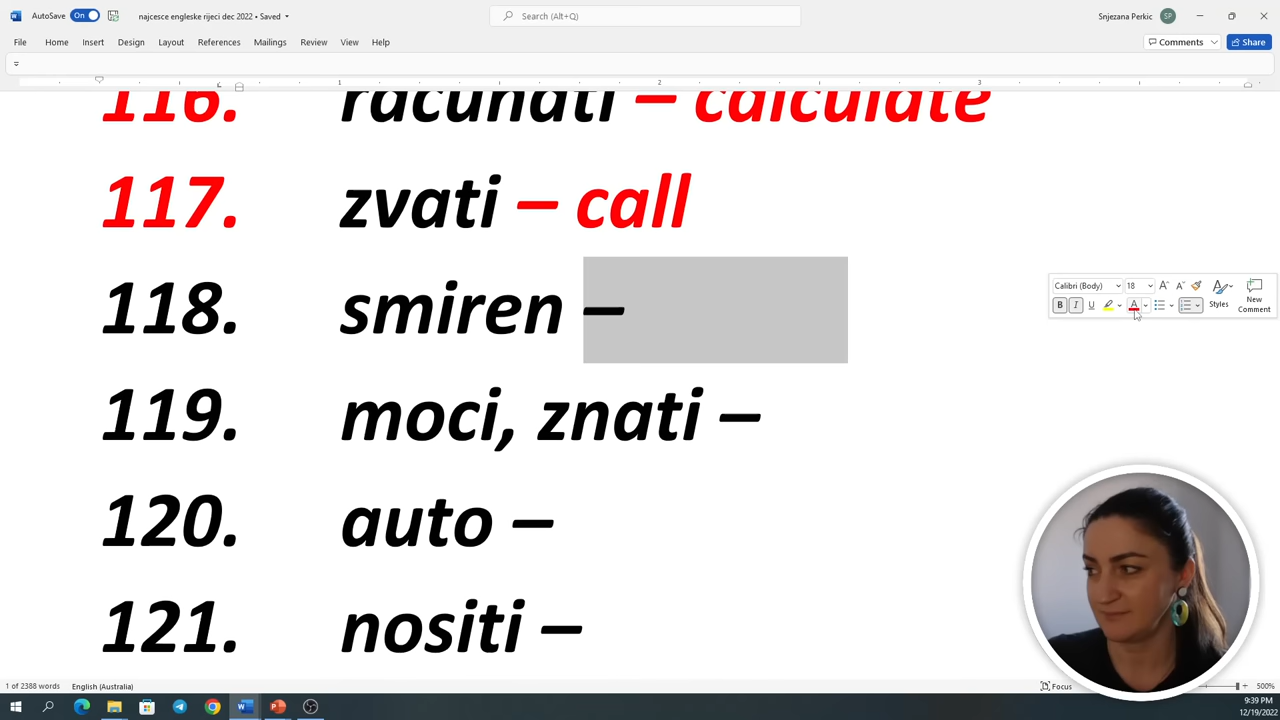 AutoSave On najcesce engleske rijeci dec 2022 • Saved Search (Alt+Q) Snjezana Perkic SP
File Home Insert Design Layout References Mailings Review View Help Comments Share
1 2 3
116. racunati – calculate
117. zvati – call
118. smiren –
Calibri (Body) 18 A A
B I U A Styles New
Comment
119. moci, znati –
120. auto –
121. nositi –
1 of 2388 words English (Australia) Focus 500%
9:39 PM
12/19/2022